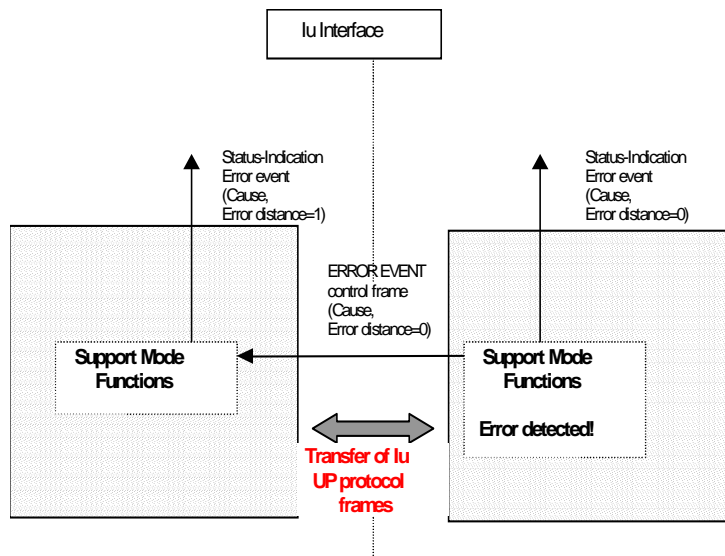 Iu Interface
Status-Indication
Error event
(Cause,
Error distance=1)
Status-Indication
Error event
(Cause,
Error distance=0)
ERROR EVENT
control frame
(Cause,
Error distance=0)
Support Mode
Functions
Support Mode
Functions
Error detected!
Transfer of Iu
UP protocol
frames